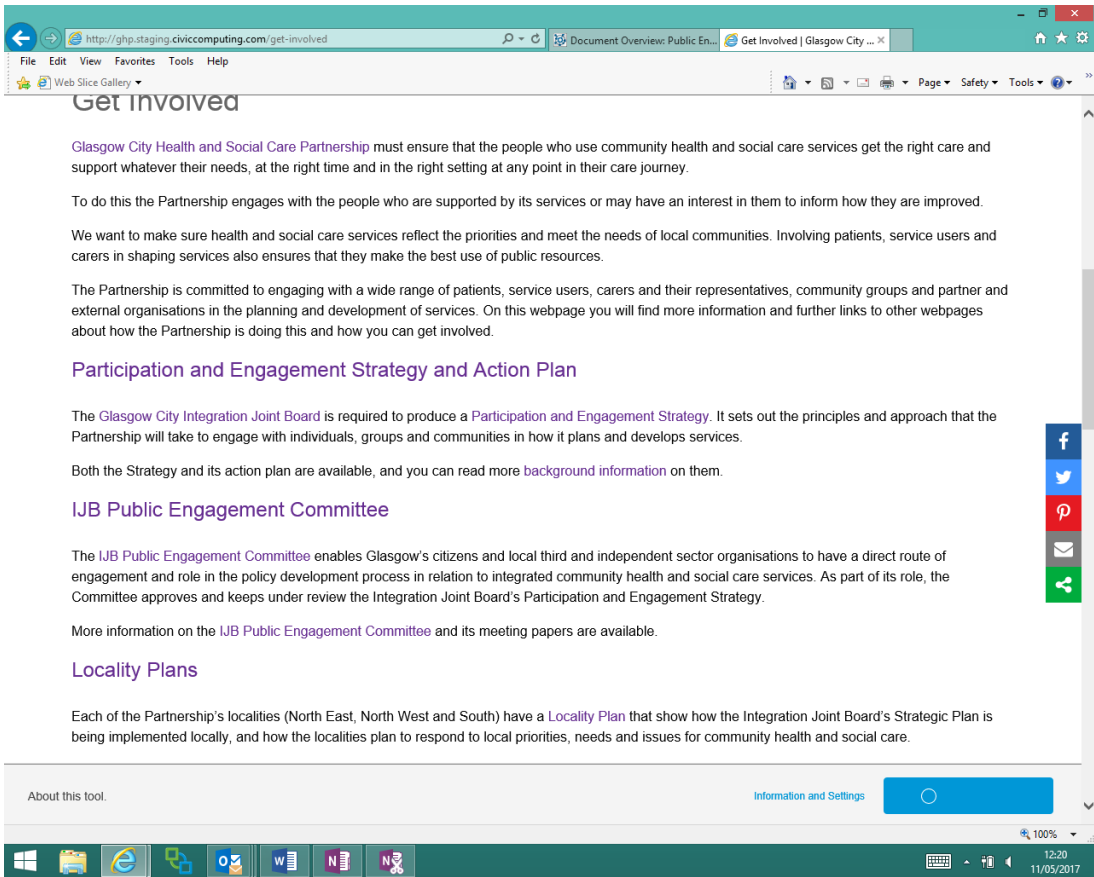 http://ghp.staging.civiccomputing.com/get-involved
Document Overview: Public En...
Get Involved | Glasgow City ...
File Edit View Favorites Tools Help
Web Slice Gallery
Page Safety Tools
Get Involved
Glasgow City Health and Social Care Partnership must ensure that the people who use community health and social care services get the right care and
support whatever their needs, at the right time and in the right setting at any point in their care journey.
To do this the Partnership engages with the people who are supported by its services or may have an interest in them to inform how they are improved.
We want to make sure health and social care services reflect the priorities and meet the needs of local communities. Involving patients, service users and
carers in shaping services also ensures that they make the best use of public resources.
The Partnership is committed to engaging with a wide range of patients, service users, carers and their representatives, community groups and partner and
external organisations in the planning and development of services. On this webpage you will find more information and further links to other webpages
about how the Partnership is doing this and how you can get involved.
Participation and Engagement Strategy and Action Plan
The Glasgow City Integration Joint Board is required to produce a Participation and Engagement Strategy. It sets out the principles and approach that the
Partnership will take to engage with individuals, groups and communities in how it plans and develops services.
Both the Strategy and its action plan are available, and you can read more background information on them.
IJB Public Engagement Committee
The IJB Public Engagement Committee enables Glasgow's citizens and local third and independent sector organisations to have a direct route of
engagement and role in the policy development process in relation to integrated community health and social care services. As part of its role, the
Committee approves and keeps under review the Integration Joint Board's Participation and Engagement Strategy.
More information on the IJB Public Engagement Committee and its meeting papers are available.
Locality Plans
Each of the Partnership's localities (North East, North West and South) have a Locality Plan that show how the Integration Joint Board's Strategic Plan is
being implemented locally, and how the localities plan to respond to local priorities, needs and issues for community health and social care.
About this tool.
Information and Settings
100%
12:20
11/05/2017